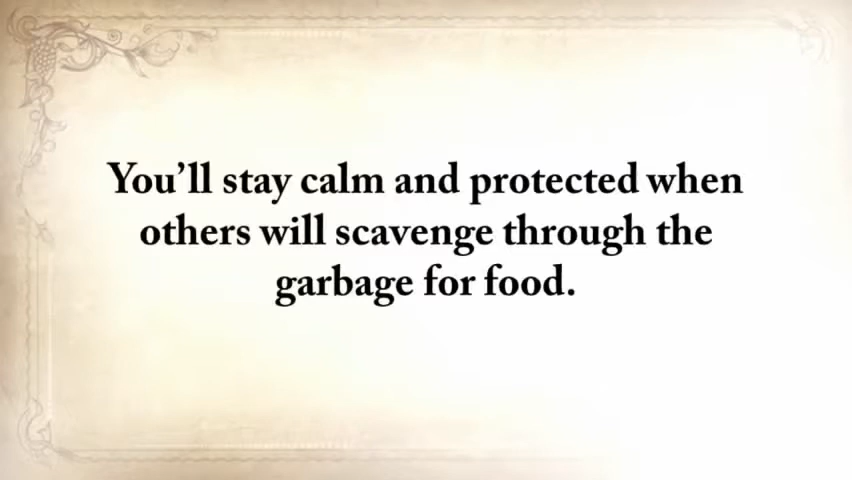 You’ll stay calm and protected when
others will scavenge through the
garbage for food.